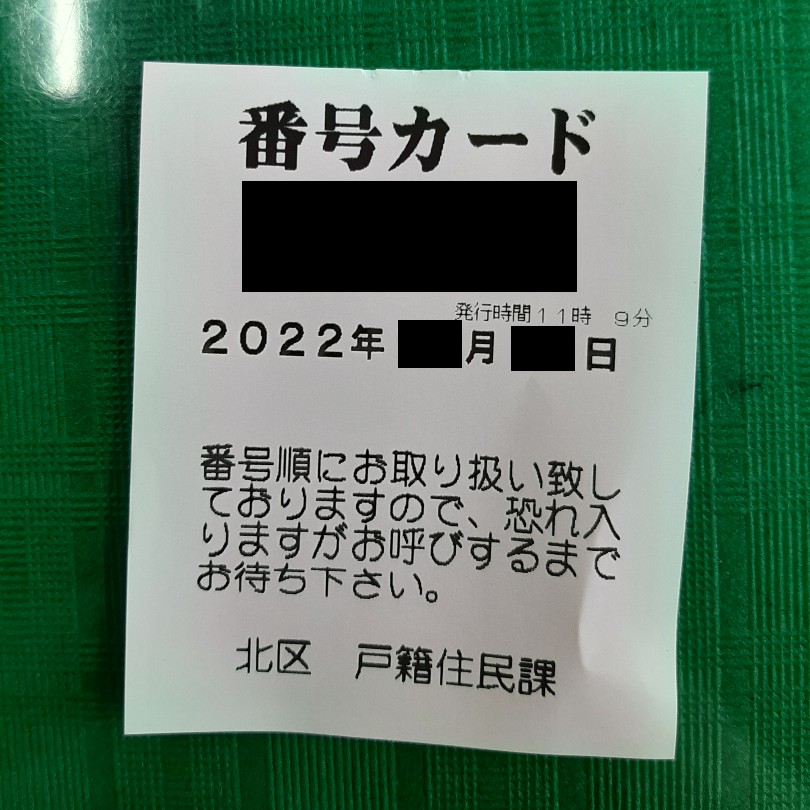 番号カード
発行時間11時　9分
2022年 月 日
番号順にお取り扱い致し
ておりますので、恐れ入
りますがお呼びするまで
お待ち下さい。
北区　戸籍住民課